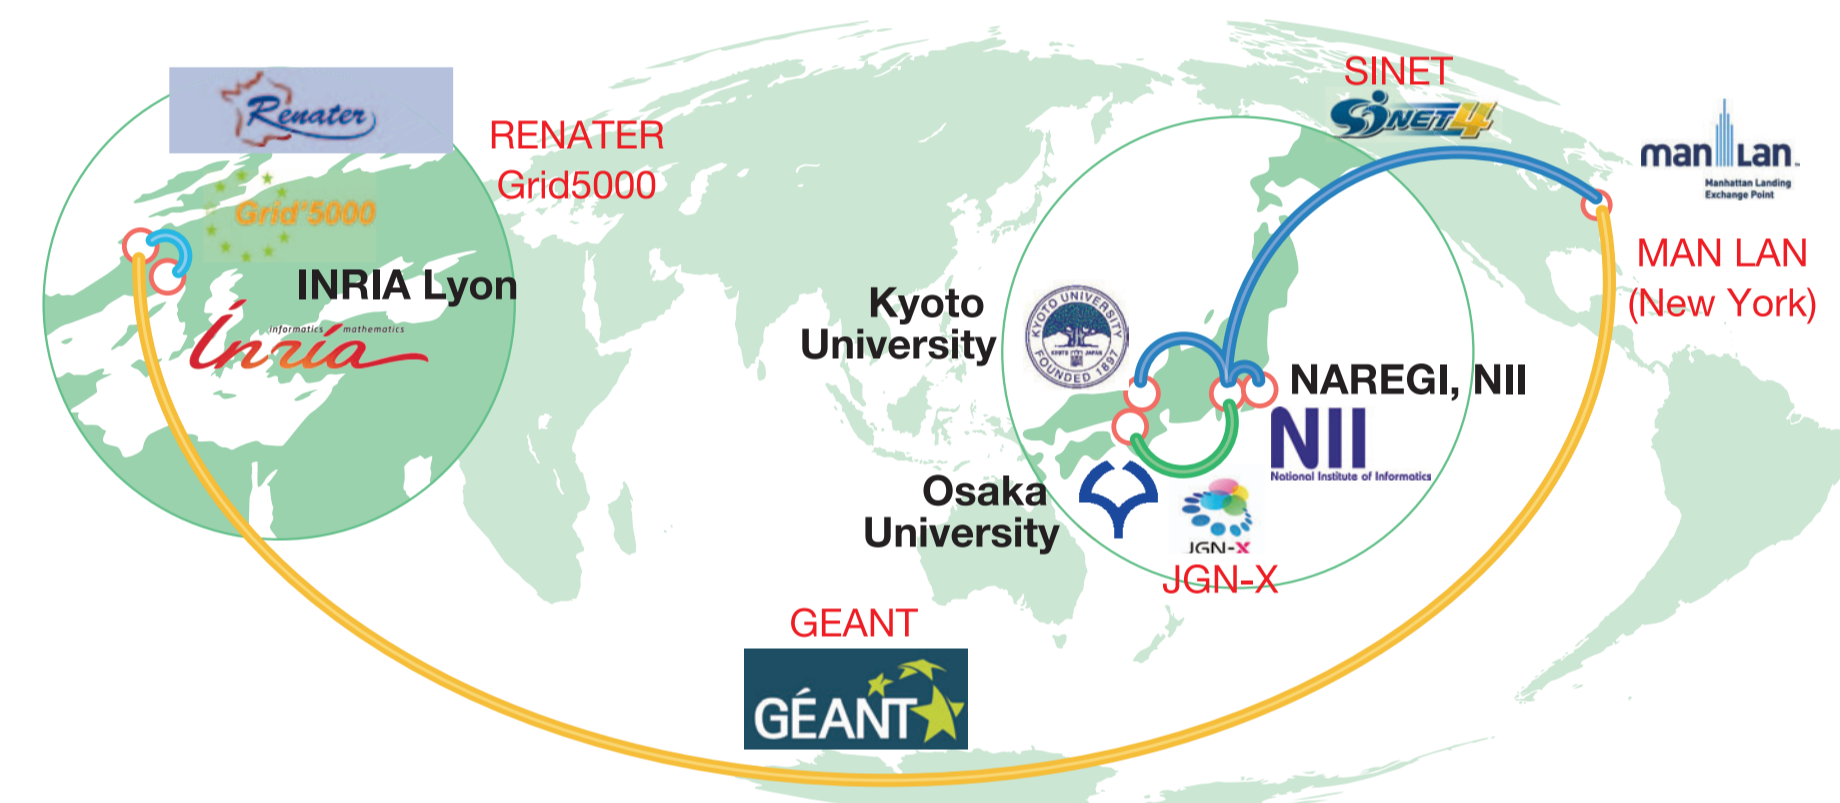 Renater
RENATER
Grid5000
Grid'5000
INRIA Lyon
informatics mathematics
Inria
SINET
SINET4
man Lan
Manhattan Landing
Exchange Point
MAN LAN
(New York)
Kyoto
University
KYOTO UNIVERSITY
KYOTO JAPAN
FOUNDED 1897
NAREGI, NII
NII
National Institute of Informatics
Osaka
University
JGN-X
JGN-X
GEANT
GÉANT